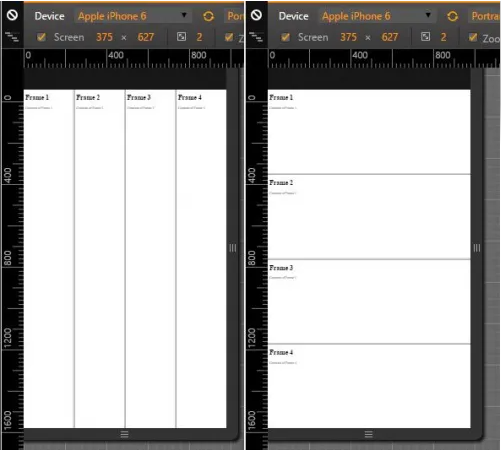 Device Apple iPhone 6 Portra
Screen 375 × 627 2 Z
0 400 800
0
400
800
1200
1600
Frame 1 Frame 2 Frame 3 Frame 4
Contents of Frame 1 Contents of Frame 2 Contents of Frame 3 Contents of Frame 4
Device Apple iPhone 6 Portra
Screen 375 × 627 2 Zoo
0 400 800
0
400
800
1200
1600
Frame 1
Contents of Frame 1
Frame 2
Contents of Frame 2
Frame 3
Contents of Frame 3
Frame 4
Contents of Frame 4